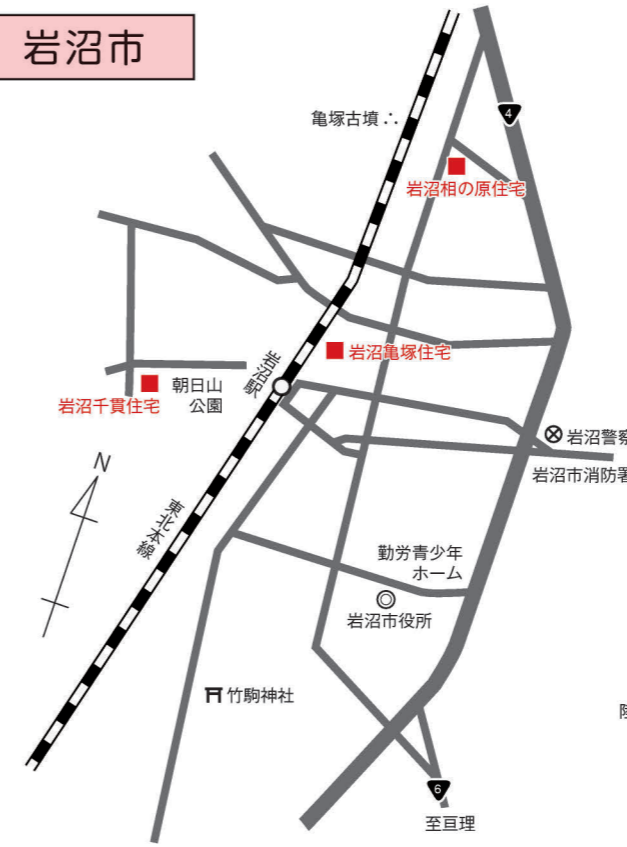 岩沼市
4
亀塚古墳
岩沼相の原住宅
岩沼亀塚住宅
岩沼駅
朝日山
公園
岩沼千貫住宅
岩沼警察
岩沼市消防署
N
東北本線
勤労青少年
ホーム
岩沼市役所
竹駒神社
6
至亘理